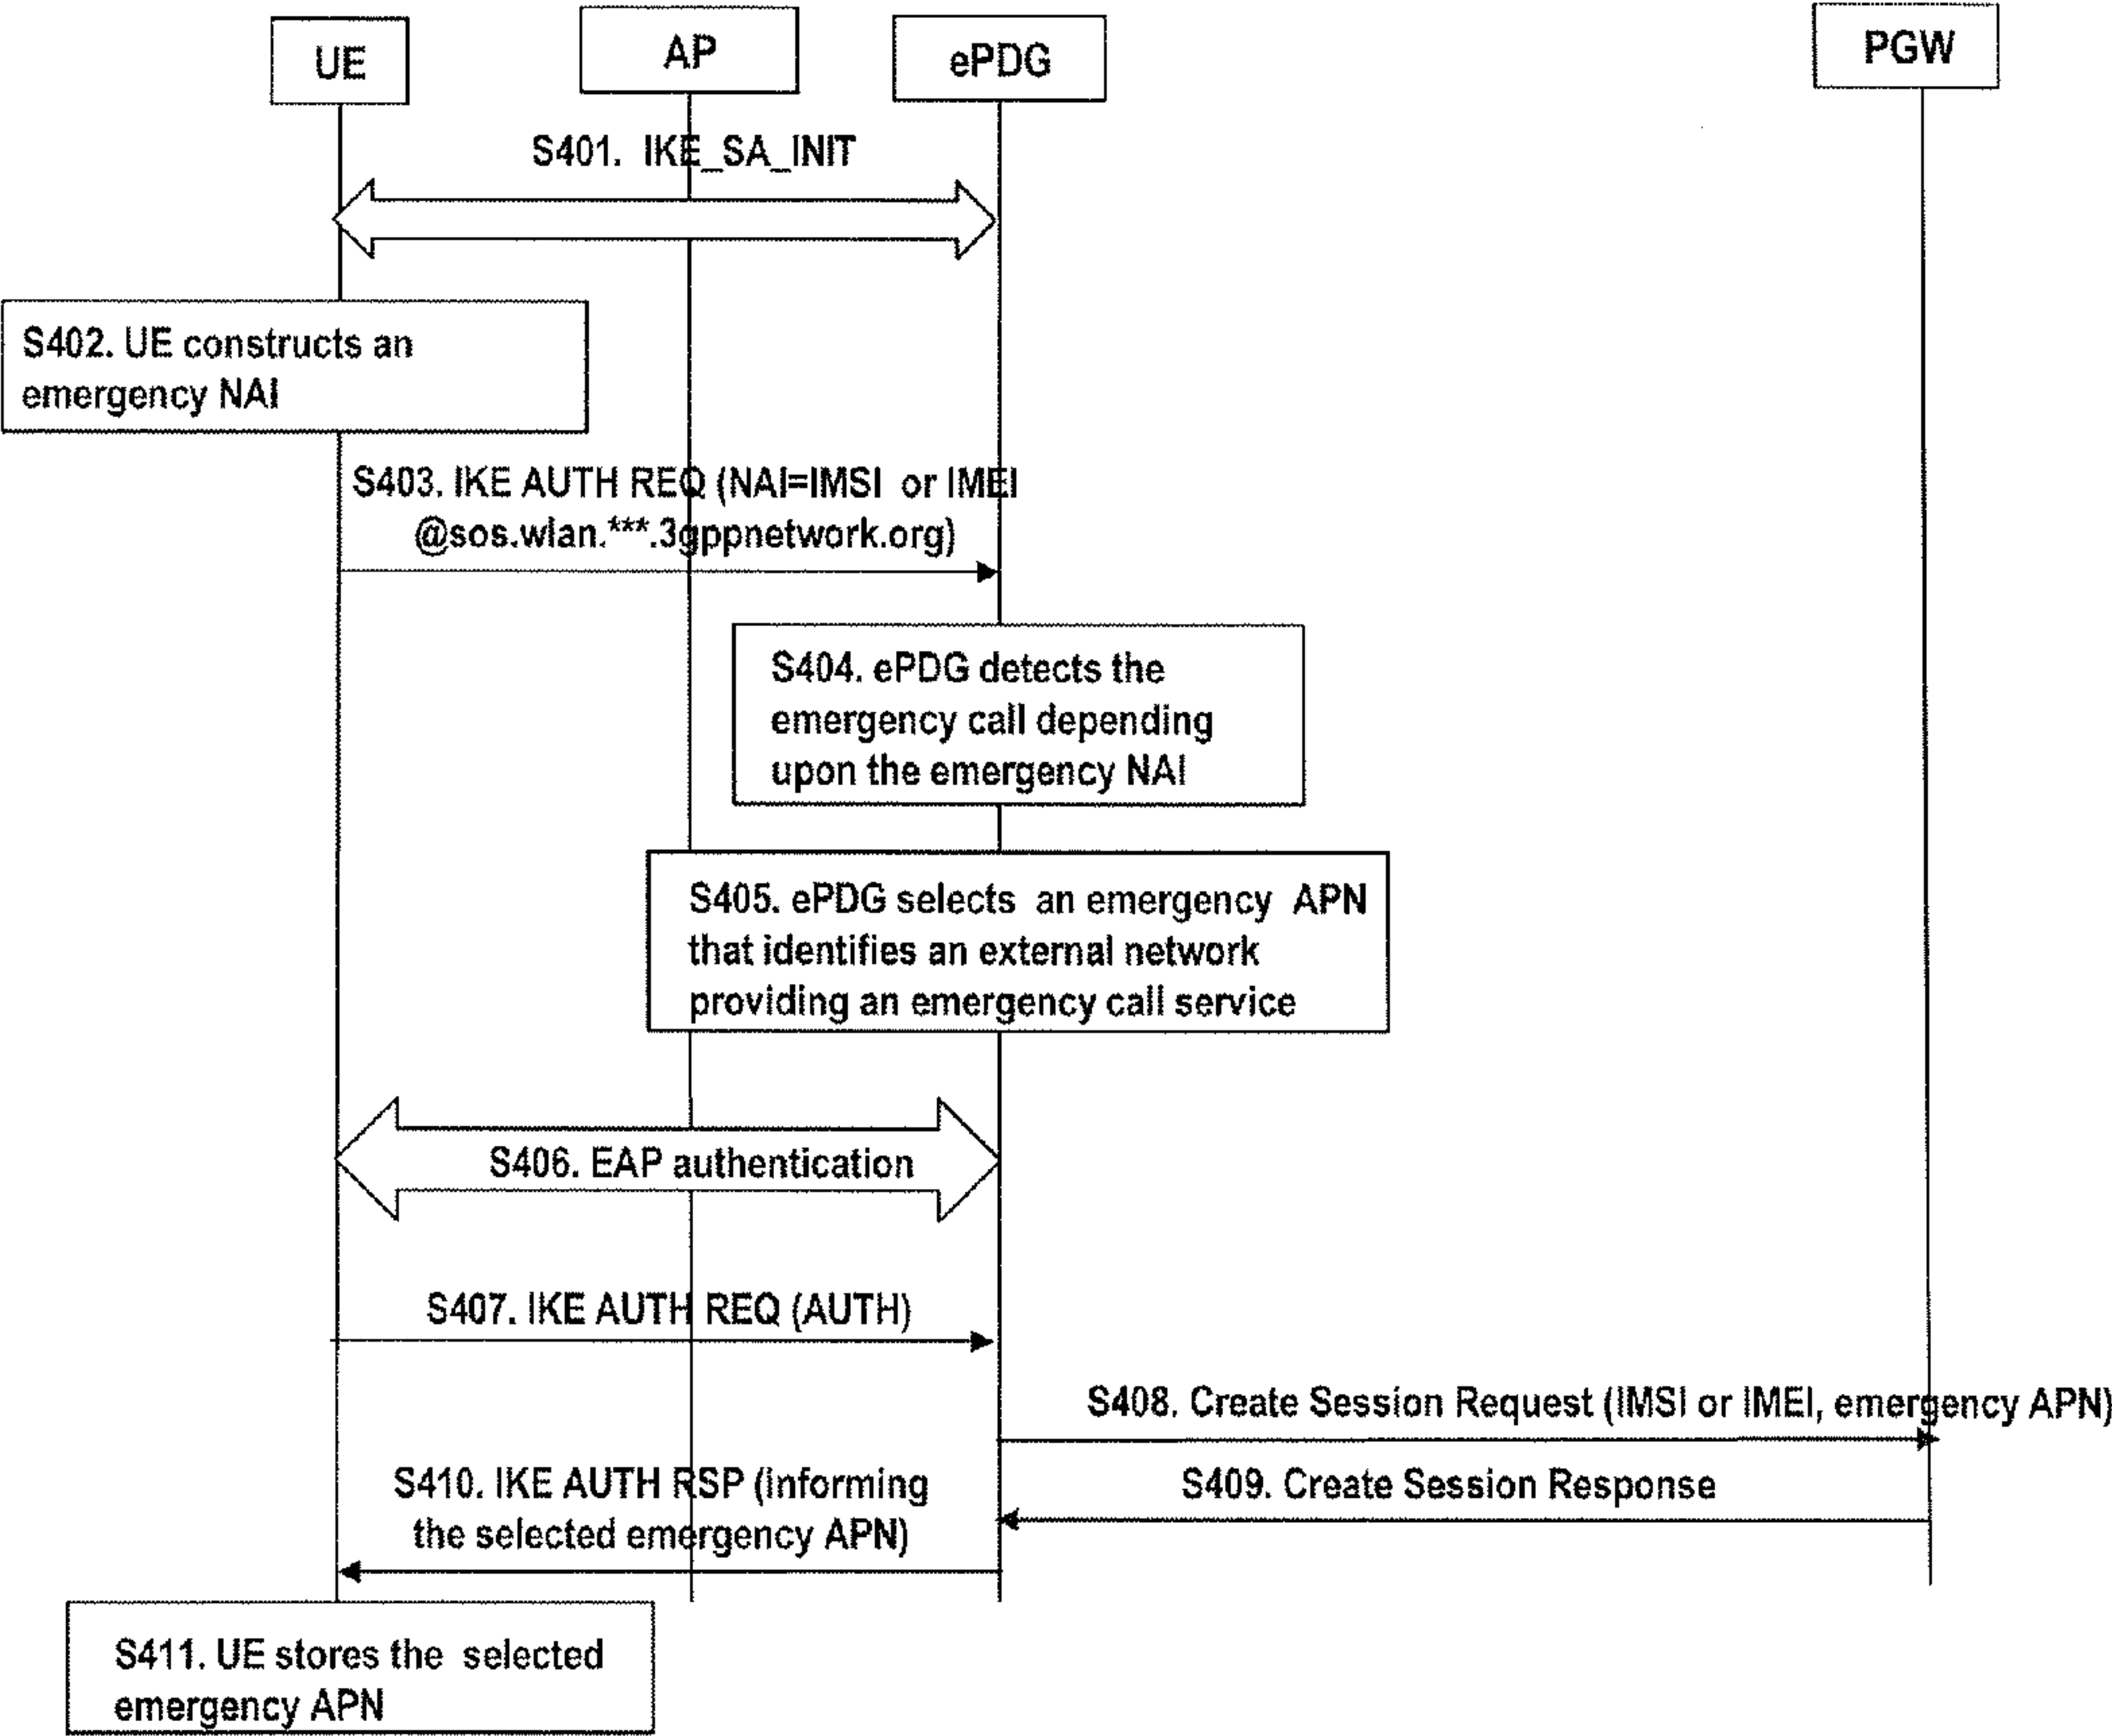 UE
AP
ePDG
PGW
S401. IKE_SA_INIT
S402. UE constructs an
emergency NAI
S403. IKE AUTH REQ (NAI=IMSI or IMEI
@sos.wlan.***.3gppnetwork.org)
S404. ePDG detects the
emergency call depending
upon the emergency NAI
S405. ePDG selects an emergency APN
that identifies an external network
providing an emergency call service
S406. EAP authentication
S407. IKE AUTH REQ (AUTH)
S408. Create Session Request (IMSI or IMEI, emergency APN)
S409. Create Session Response
S410. IKE AUTH RSP (informing
the selected emergency APN)
S411. UE stores the selected
emergency APN